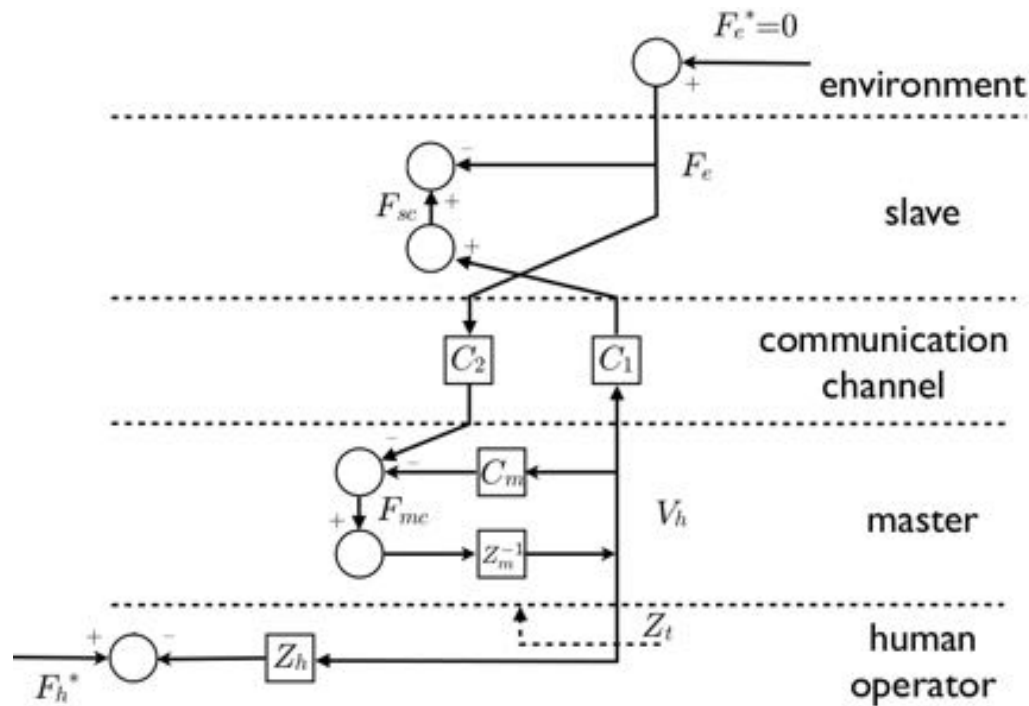 F_e*=0
+
environment
−
F_e
F_sc
+
slave
+
communication
channel
C_2
C_1
−
−
C_m
F_mc
V_h
+
master
Z_m^-1
Z_t
human
operator
+
−
Z_h
F_h*